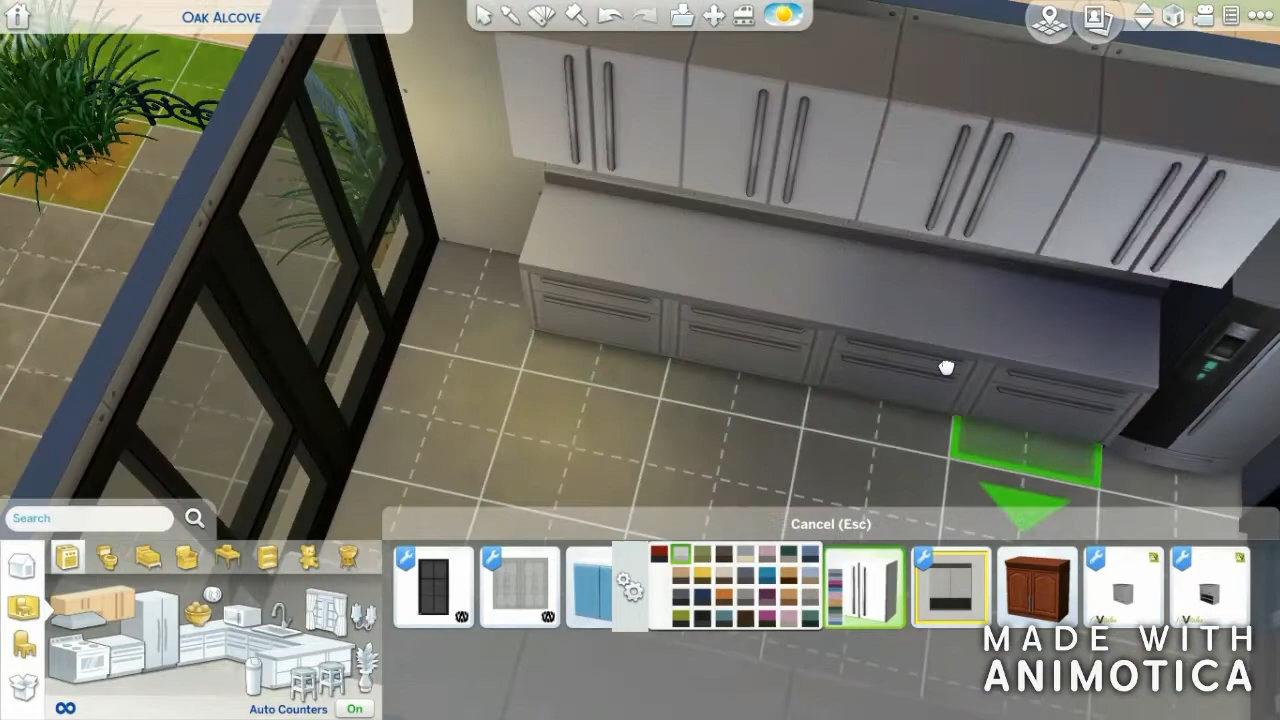 OAK ALCOVE
Search
Cancel (Esc)
Auto Counters
On
MADE WITH
ANIMOTICA